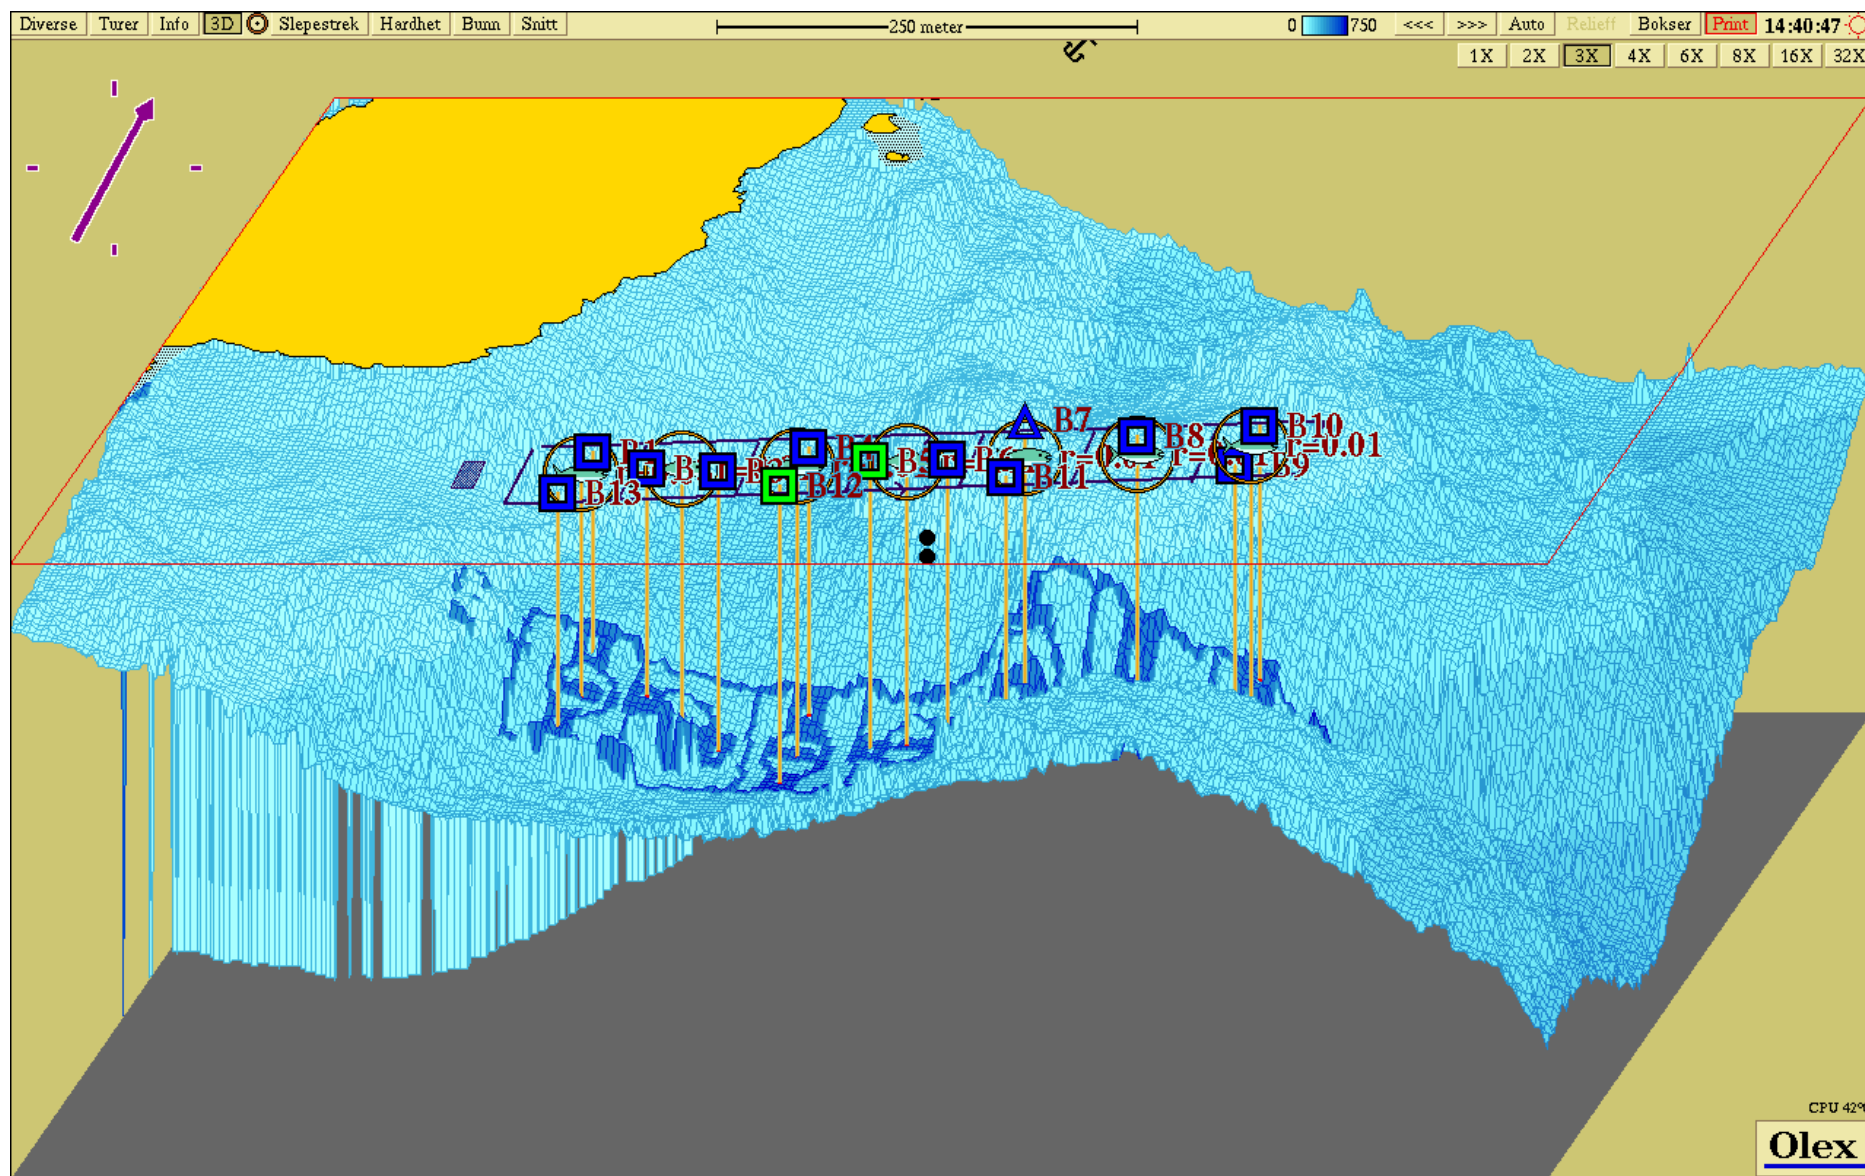 Diverse Turer Info 3D Slepestrek Hardhet Bunn Snitt 250 meter 0 750 <<< >>> Auto Relieff Bokser Print 14:40:47
1X 2X 3X 4X 6X 8X 16X 32X
B7
B10
B8 r=0.01
B9
B11
B12
B13
CPU 42°
Olex